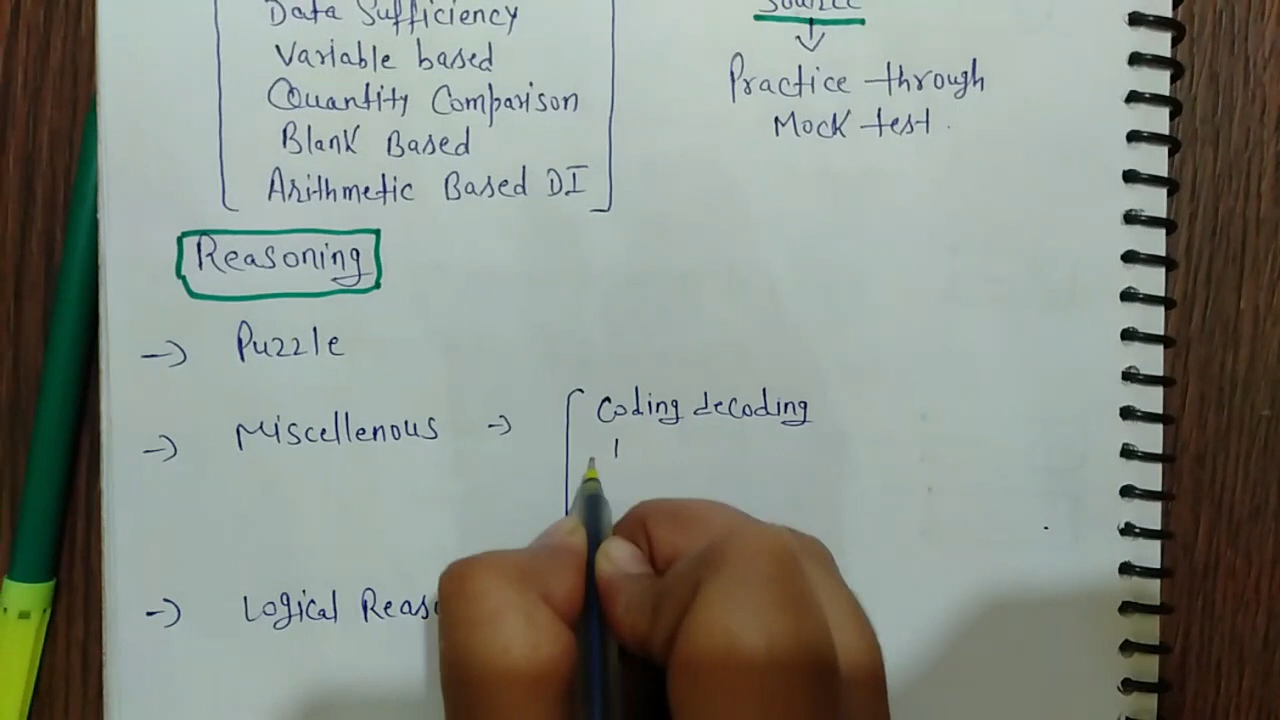 Data Sufficiency
Variable based
Quantity Comparison
Blank Based
Arithmetic Based DI
Source
Practice through
Mock test.
Reasoning
→ Puzzle
→ Miscellenous → Coding decoding
→ Logical